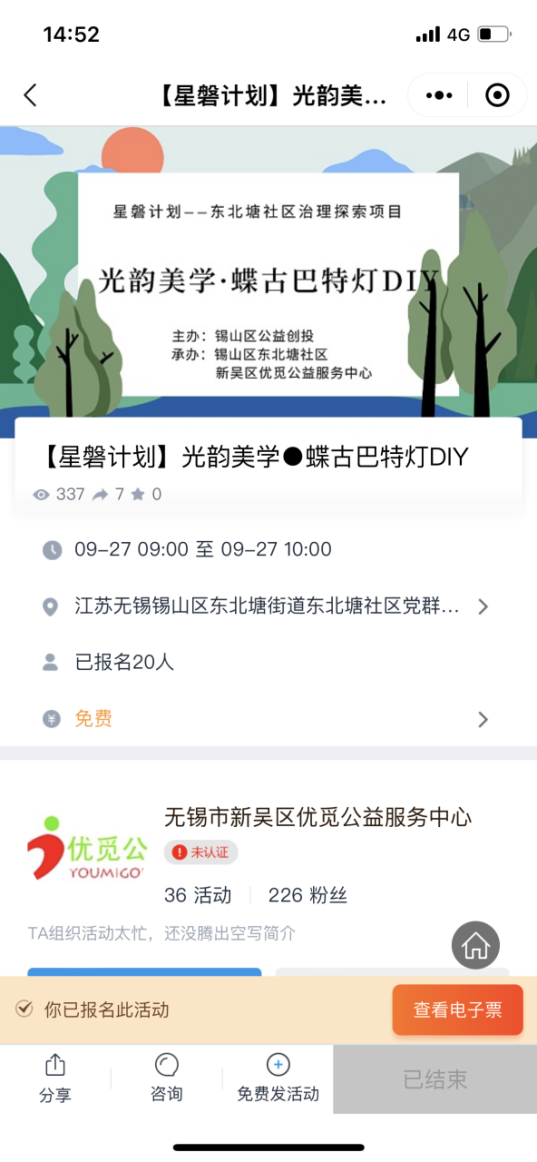 14:52
4G
【星磐计划】光韵美...
星磐计划——东北塘社区治理探索项目
光韵美学·蝶古巴特灯DIY
主办：锡山区公益创投
承办：锡山区东北塘社区
新吴区优觅公益服务中心
【星磐计划】光韵美学●蝶古巴特灯DIY
337 7 0
09-27 09:00 至 09-27 10:00
江苏无锡锡山区东北塘街道东北塘社区党群...
已报名20人
¥ 免费
优觅公
YOUMIGO
无锡市新吴区优觅公益服务中心
未认证
36 活动 226 粉丝
TA组织活动太忙，还没腾出空写简介
你已报名此活动
查看电子票
分享
咨询
免费发活动
已结束